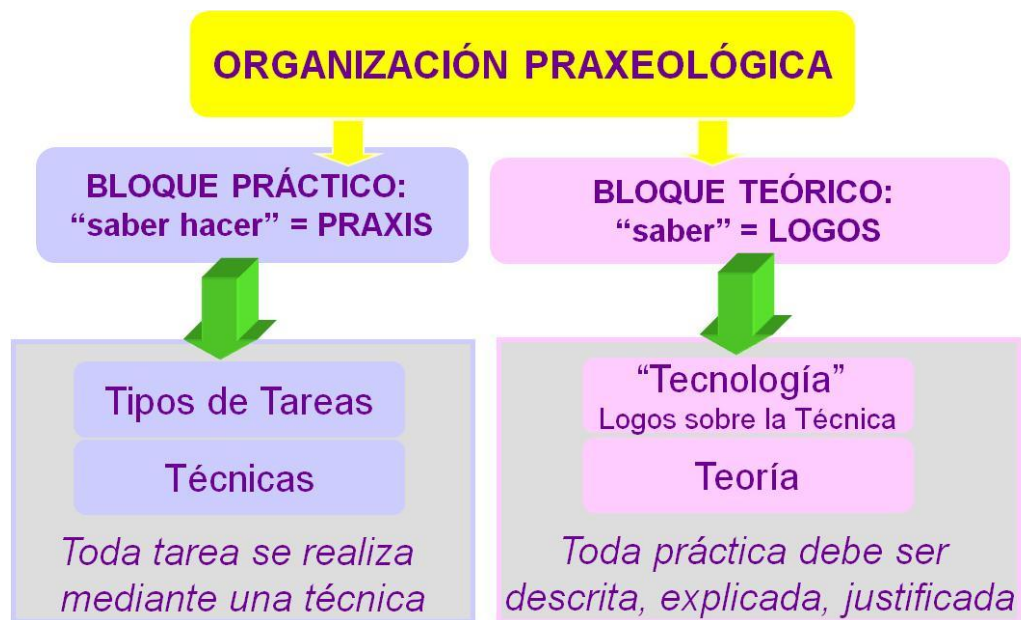 ORGANIZACIÓN PRAXEOLÓGICA
BLOQUE PRÁCTICO:
“saber hacer” = PRAXIS
BLOQUE TEÓRICO:
“saber” = LOGOS
Tipos de Tareas
Técnicas
Toda tarea se realiza
mediante una técnica
“Tecnología”
Logos sobre la Técnica
Teoría
Toda práctica debe ser
descrita, explicada, justificada